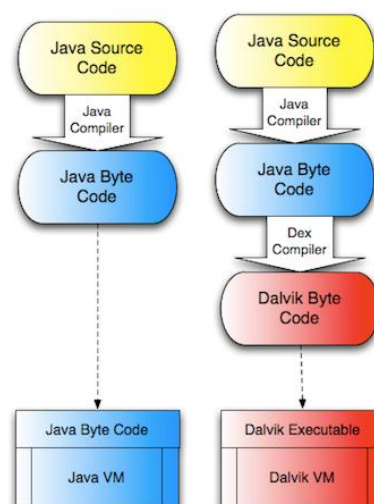 Java Source
Code
Java
Compiler
Java Byte
Code
Java Byte Code
Java VM
Java Source
Code
Java
Compiler
Java Byte
Code
Dex
Compiler
Dalvik Byte
Code
Dalvik Executable
Dalvik VM